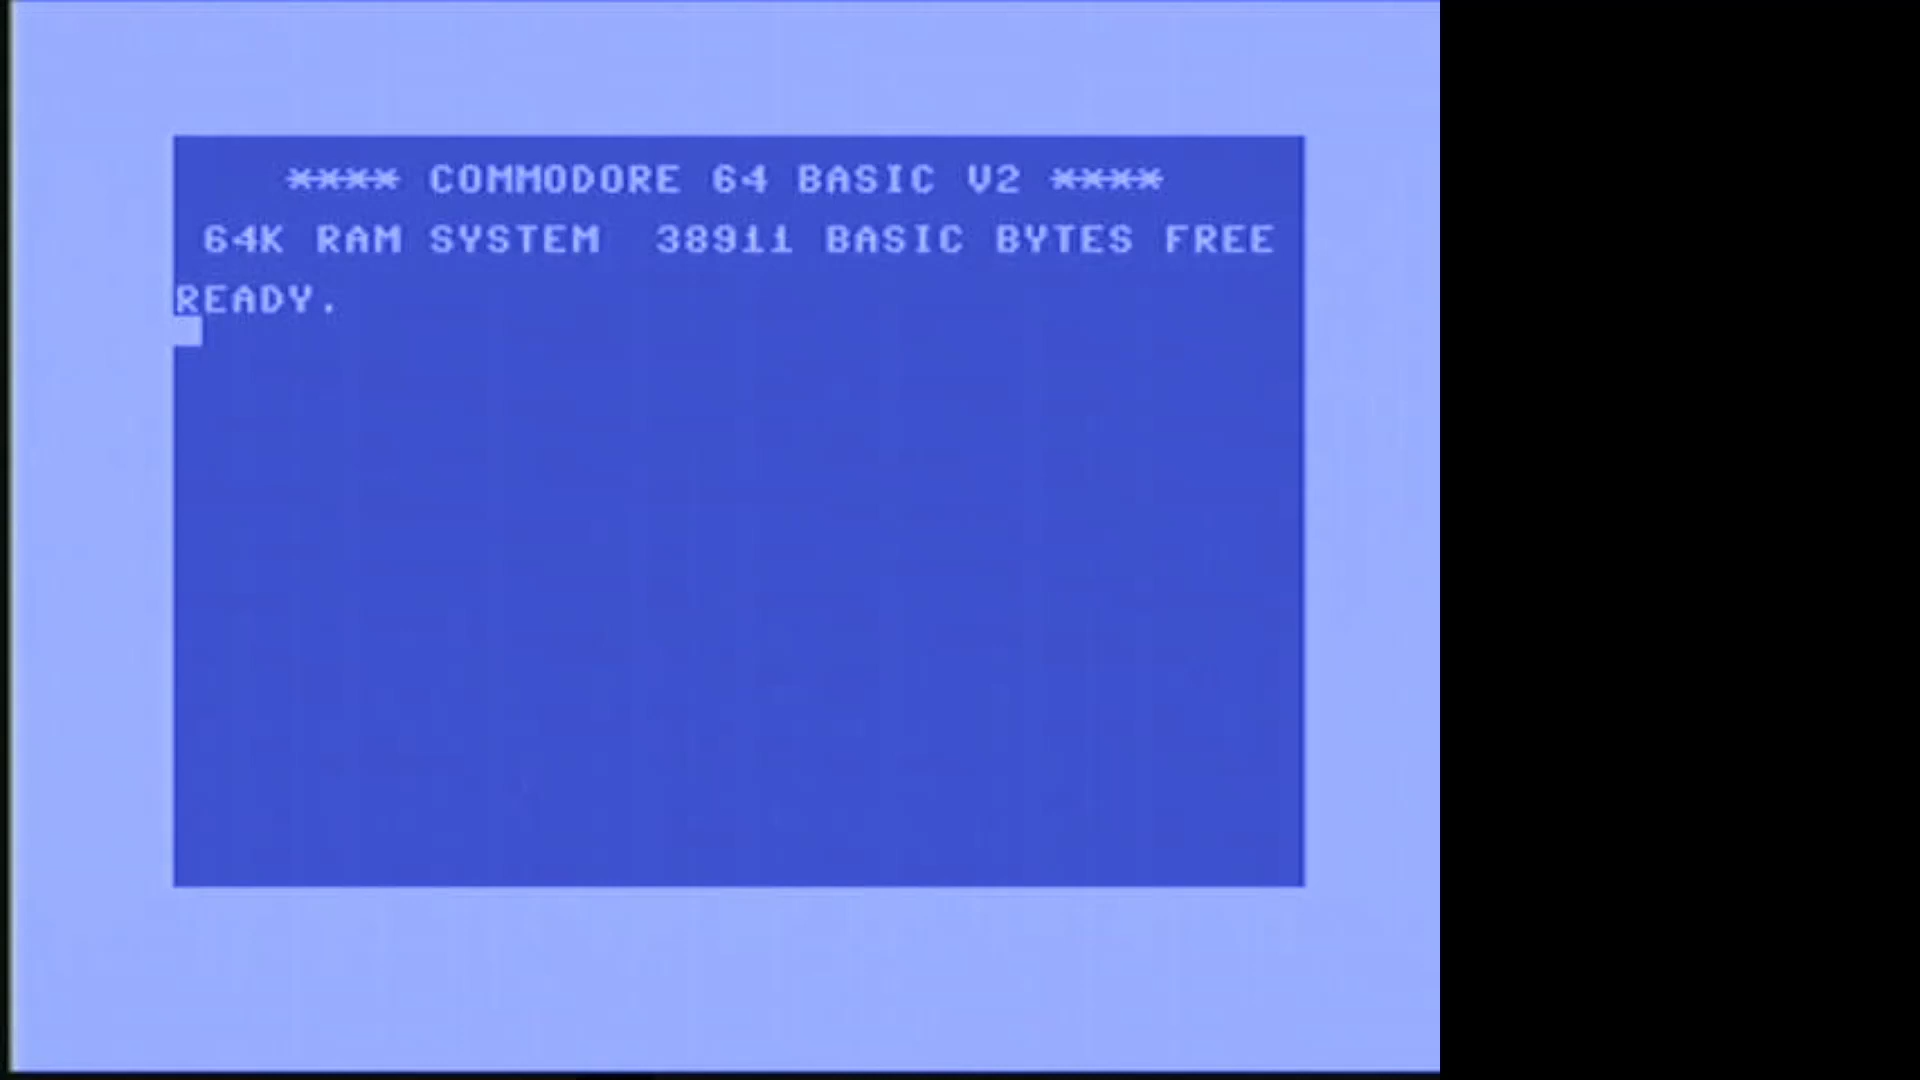 **** COMMODORE 64 BASIC V2 ****
64K RAM SYSTEM  38911 BASIC BYTES FREE
READY.